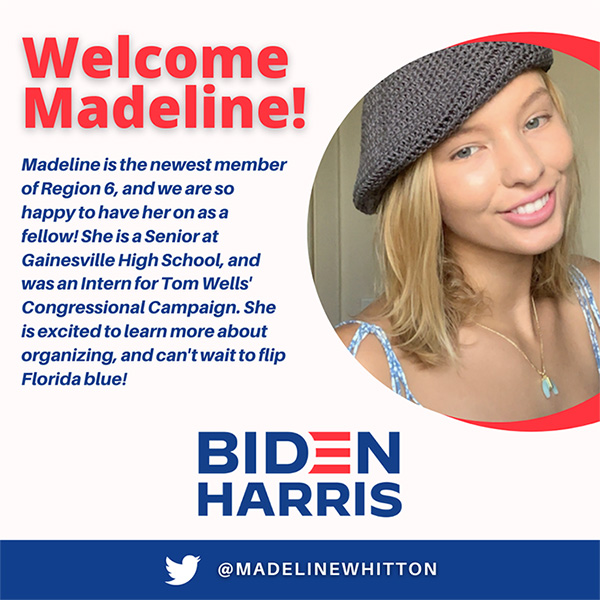 Welcome
Madeline!
Madeline is the newest member
of Region 6, and we are so
happy to have her on as a
fellow! She is a Senior at
Gainesville High School, and
was an Intern for Tom Wells'
Congressional Campaign. She
is excited to learn more about
organizing, and can't wait to flip
Florida blue!
BIDEN
HARRIS
@MADELINEWHITTON